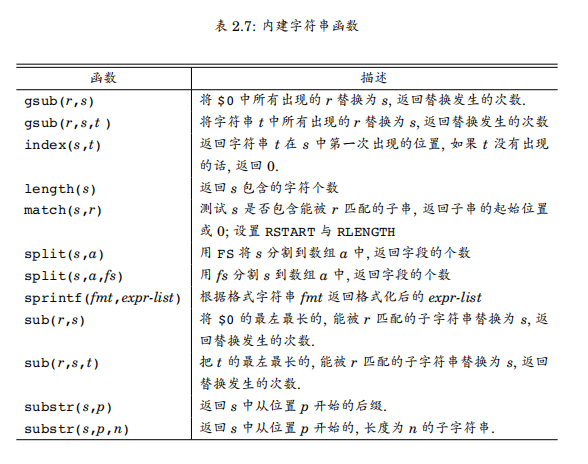 表 2.7: 内建字符串函数
函数 描述
gsub(r,s) 将 $0 中所有出现的 r 替换为 s, 返回替换发生的次数.
gsub(r,s,t ) 将字符串 t 中所有出现的 r 替换为 s, 返回替换发生的次数
index(s,t) 返回字符串 t 在 s 中第一次出现的位置, 如果 t 没有出现
的话, 返回 0.
length(s) 返回 s 包含的字符个数
match(s,r) 测试 s 是否包含能被 r 匹配的子串, 返回子串的起始位置
或 0; 设置 RSTART 与 RLENGTH
split(s,a) 用 FS 将 s 分割到数组 a 中, 返回字段的个数
split(s,a,fs) 用 fs 分割 s 到数组 a 中, 返回字段的个数
sprintf(fmt,expr-list) 根据格式字符串 fmt 返回格式化后的 expr-list
sub(r,s) 将 $0 的最左最长的, 能被 r 匹配的子字符串替换为 s, 返
回替换发生的次数.
sub(r,s,t) 把 t 的最左最长的, 能被 r 匹配的子字符串替换为 s, 返回
替换发生的次数.
substr(s,p) 返回 s 中从位置 p 开始的后缀.
substr(s,p,n) 返回 s 中从位置 p 开始的, 长度为 n 的子字符串.